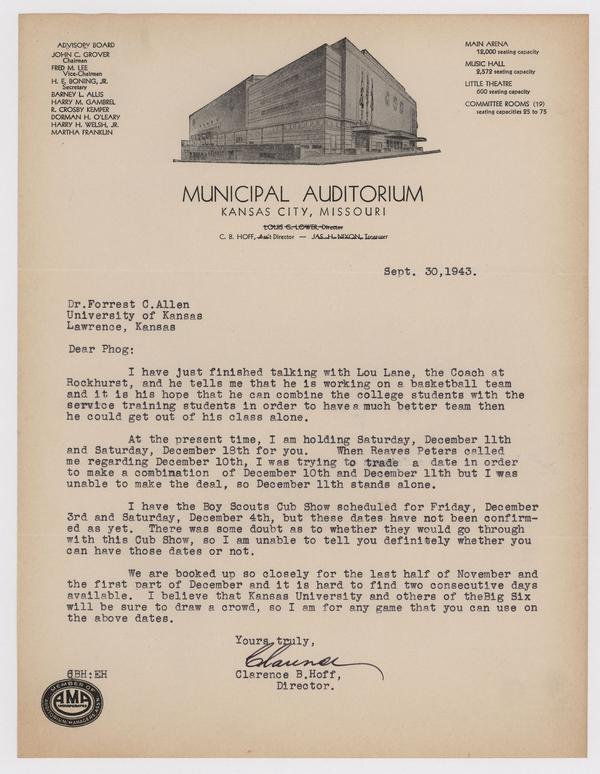 ADVISORY BOARD
JOHN C. GROVER
Chairman
FRED M. LEE
Vice-Chairman
H. E. BONING, JR.
Secretary
BARNEY L. ALLIS
HARRY M. GAMBREL
R. CROSBY KEMPER
DORMAN H. O'LEARY
HARRY H. WELSH, JR.
MARTHA FRANKLIN
MAIN ARENA
12,000 seating capacity
MUSIC HALL
2,572 seating capacity
LITTLE THEATRE
600 seating capacity
COMMITTEE ROOMS (19)
seating capacities 25 to 75
MUNICIPAL AUDITORIUM
KANSAS CITY, MISSOURI
LOUIS G. LOWER, Director
C. B. HOFF, Ass't Director — JAS. H. NIXON, Treasurer
Sept. 30,1943.
Dr.Forrest C.Allen
University of Kansas
Lawrence, Kansas
Dear Phog:
I have just finished talking with Lou Lane, the Coach at
Rockhurst, and he tells me that he is working on a basketball team
and it is his hope that he can combine the college students with the
service training students in order to have a much better team then
he could get out of his class alone.
At the present time, I am holding Saturday, December 11th
and Saturday, December 18th for you. When Reaves Peters called
me regarding December 10th, I was trying to trade a date in order
to make a combination of December 10th and December 11th but I was
unable to make the deal, so December 11th stands alone.
I have the Boy Scouts Cub Show scheduled for Friday, December
3rd and Saturday, December 4th, but these dates have not been confirm-
ed as yet. There was some doubt as to whether they would go through
with this Cub Show, so I am unable to tell you definitely whether you
can have those dates or not.
We are booked up so closely for the last half of November and
the first part of December and it is hard to find two consecutive days
available. I believe that Kansas University and others of theBig Six
will be sure to draw a crowd, so I am for any game that you can use on
the above dates.
Yours truly,
Clarence
Clarence B.Hoff,
Director.
CBH:EH
MEMBER OF
AMA
INCORPORATED
AUDITORIUM MANAGERS ASS'N